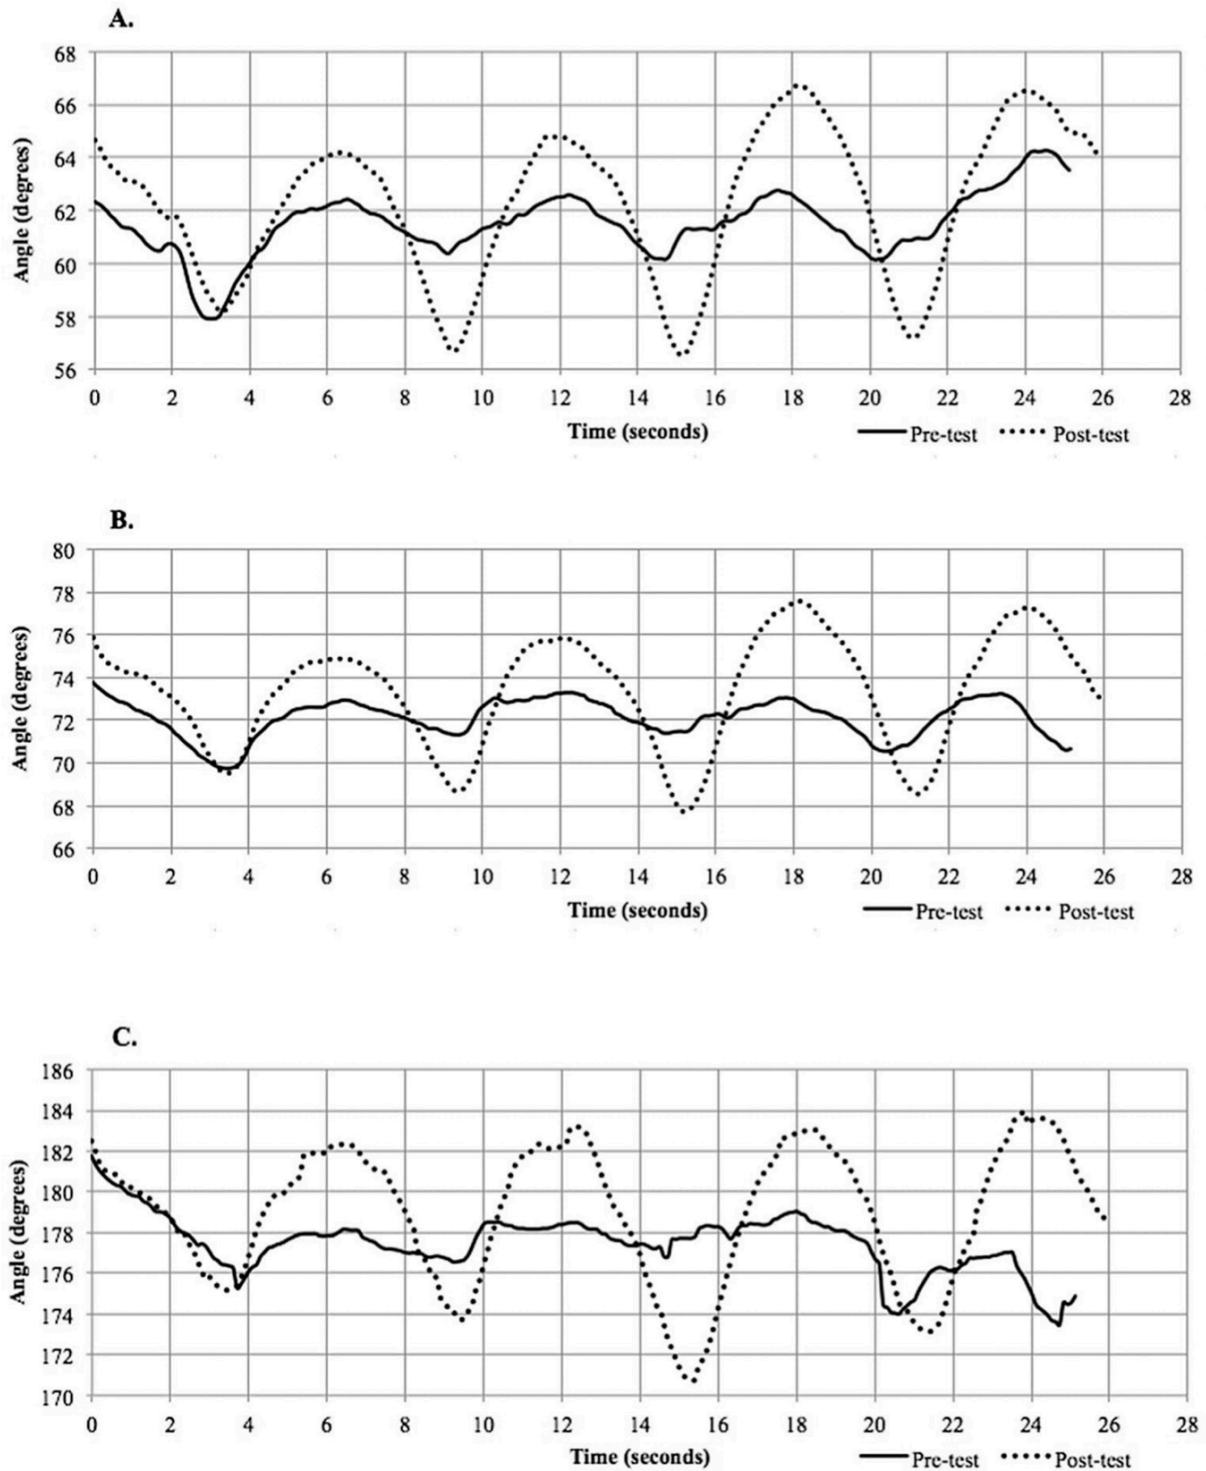 A.
68
66
64
62
60
58
56
Angle (degrees)
0 2 4 6 8 10 12 14 16 18 20 22 24 26 28
Time (seconds)
Pre-test Post-test
B.
80
78
76
74
72
70
68
66
Angle (degrees)
0 2 4 6 8 10 12 14 16 18 20 22 24 26 28
Time (seconds)
Pre-test Post-test
C.
186
184
182
180
178
176
174
172
170
Angle (degrees)
0 2 4 6 8 10 12 14 16 18 20 22 24 26 28
Time (seconds)
Pre-test Post-test